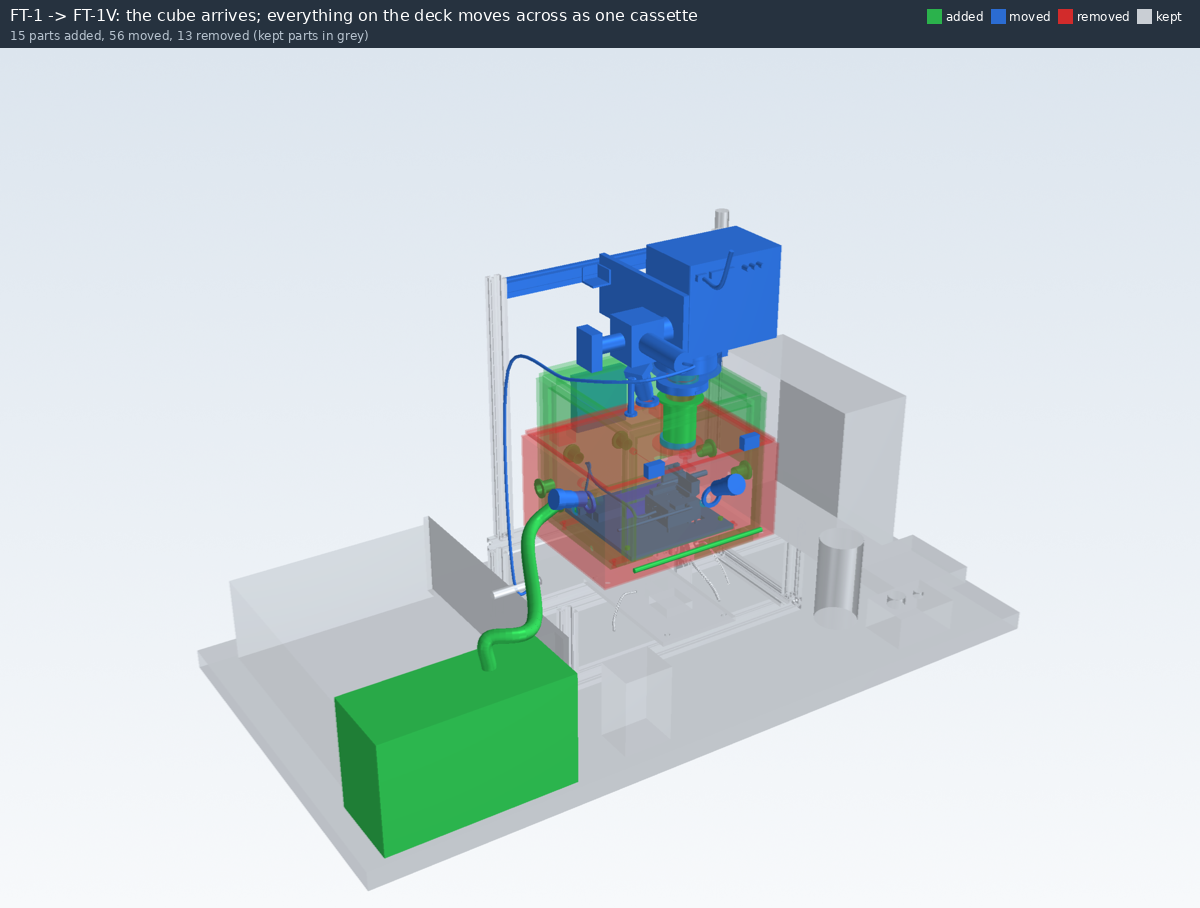 FT-1 -> FT-1V: the cube arrives; everything on the deck moves across as one cassette
15 parts added, 56 moved, 13 removed (kept parts in grey)
added moved removed kept